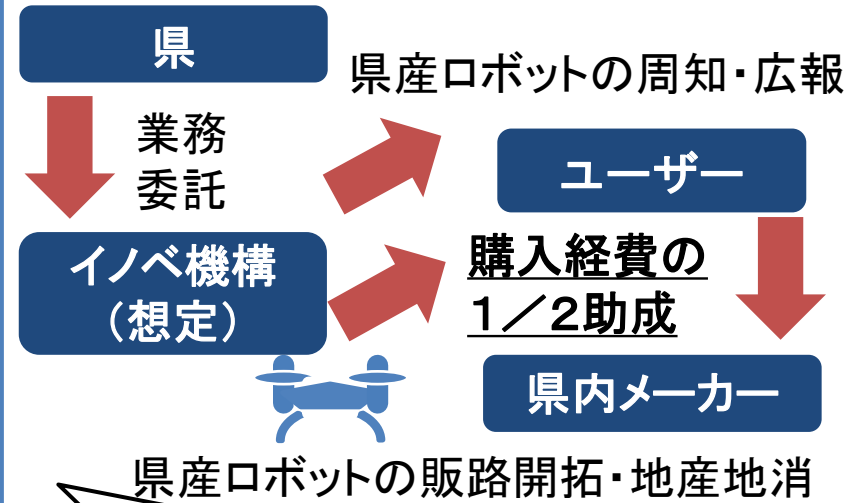 県
県産ロボットの周知・広報
業務
委託
ユーザー
イノベ機構
（想定）
購入経費の
１／２助成
県内メーカー
県産ロボットの販路開拓・地産地消